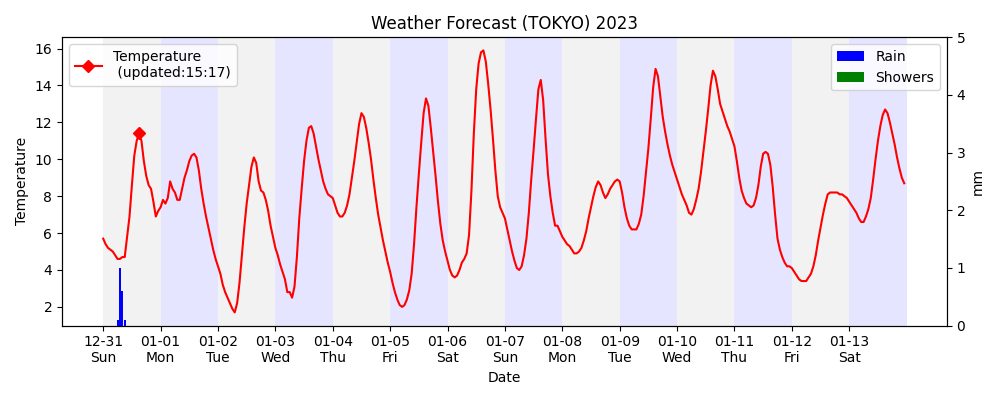 Weather Forecast (TOKYO) 2023
Temperature
(updated:15:17)
Rain
Showers
Temperature
16
14
12
10
8
6
4
2
5
4
3
2
1
0
mm
12-31 01-01 01-02 01-03 01-04 01-05 01-06 01-07 01-08 01-09 01-10 01-11 01-12 01-13
Sun Mon Tue Wed Thu Fri Sat Sun Mon Tue Wed Thu Fri Sat
Date